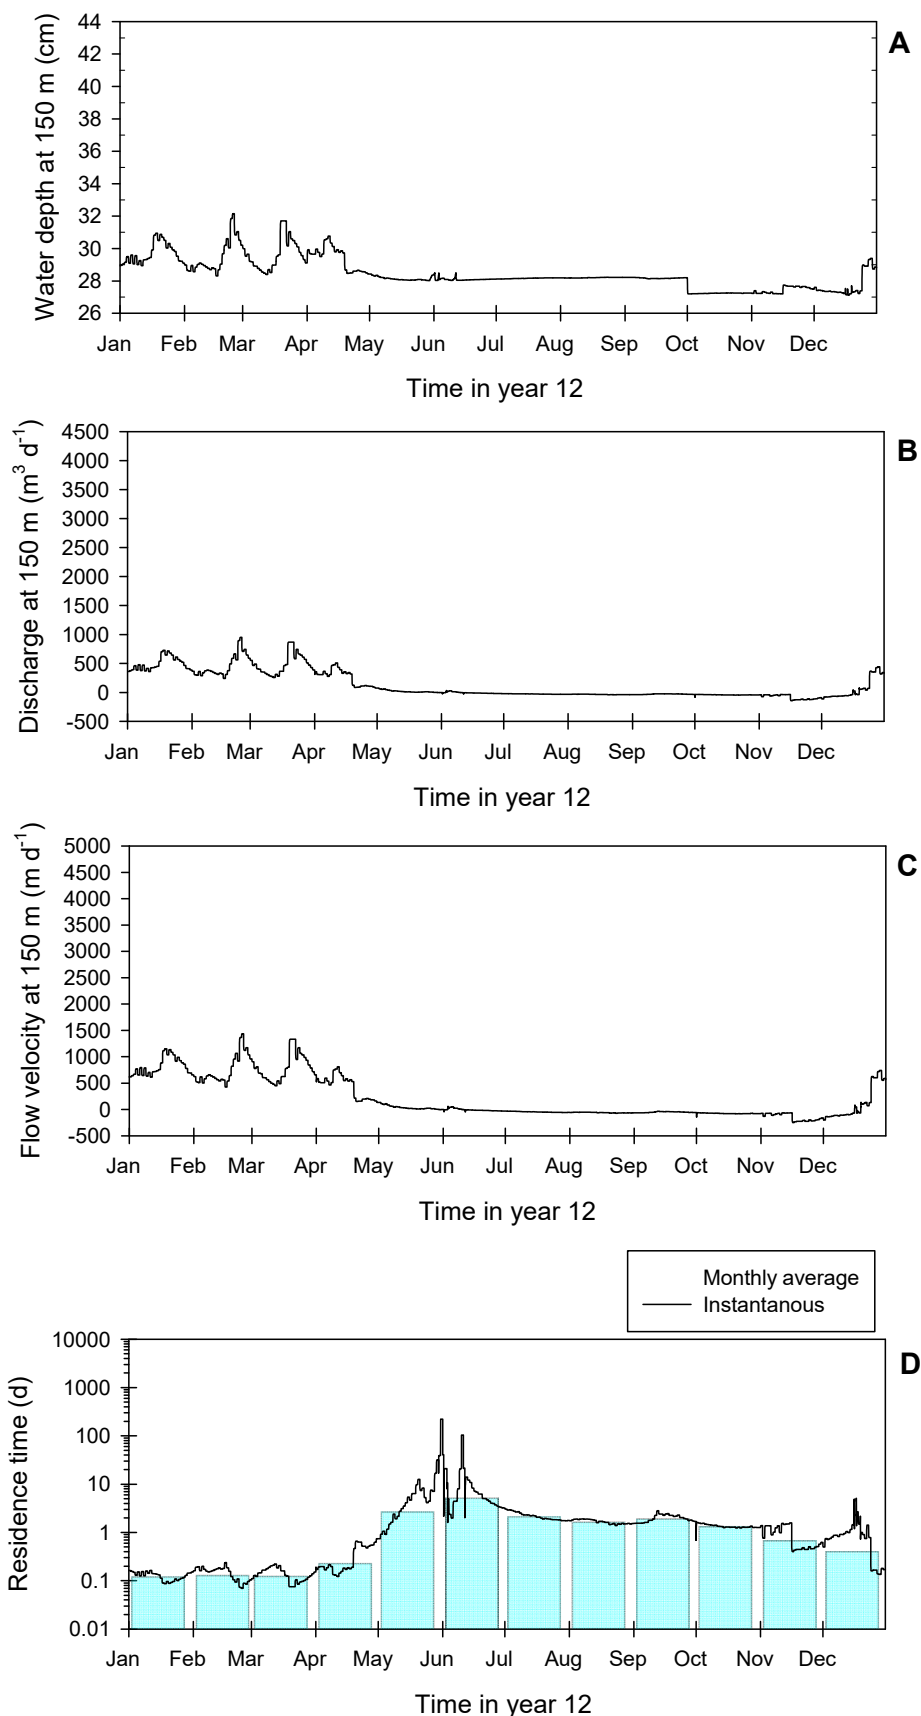 A
Water depth at 150 m (cm)
44
42
40
38
36
34
32
30
28
26
Jan Feb Mar Apr May Jun Jul Aug Sep Oct Nov Dec
Time in year 12
B
Discharge at 150 m (m³ d⁻¹)
4500
4000
3500
3000
2500
2000
1500
1000
500
0
-500
Jan Feb Mar Apr May Jun Jul Aug Sep Oct Nov Dec
Time in year 12
C
Flow velocity at 150 m (m d⁻¹)
5000
4500
4000
3500
3000
2500
2000
1500
1000
500
0
-500
Jan Feb Mar Apr May Jun Jul Aug Sep Oct Nov Dec
Time in year 12
Monthly average
Instantanous
D
Residence time (d)
10000
1000
100
10
1
0.1
0.01
Jan Feb Mar Apr May Jun Jul Aug Sep Oct Nov Dec
Time in year 12